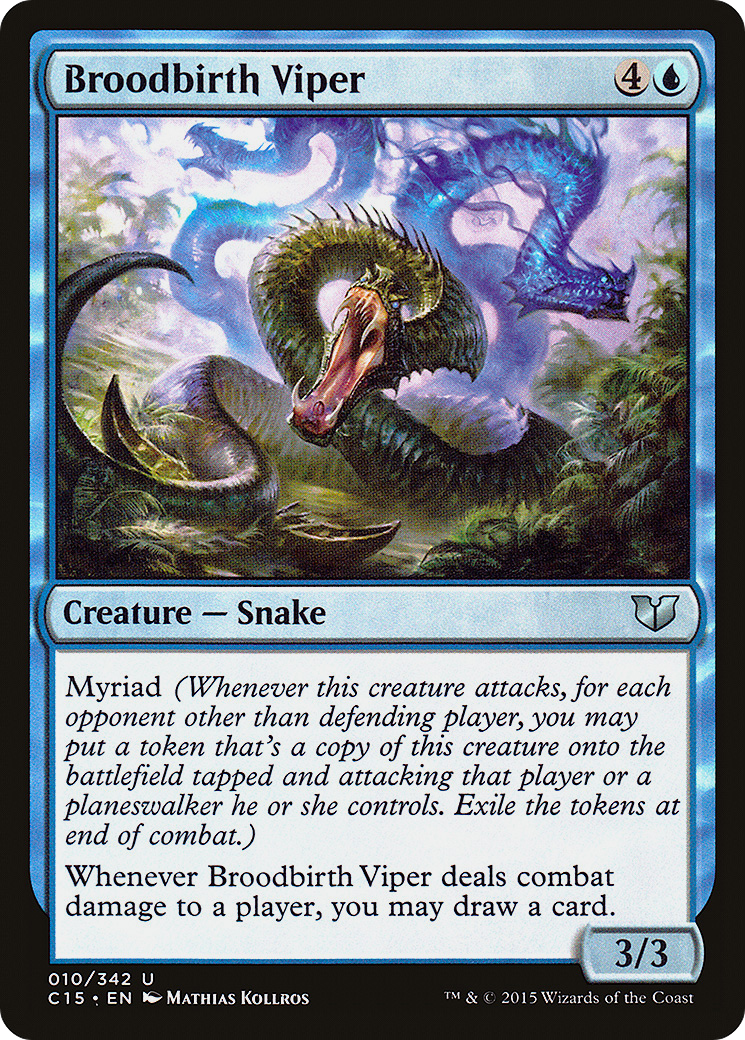 Broodbirth Viper 4
Creature — Snake
Myriad (Whenever this creature attacks, for each
opponent other than defending player, you may
put a token that's a copy of this creature onto the
battlefield tapped and attacking that player or a
planeswalker he or she controls. Exile the tokens at
end of combat.)
Whenever Broodbirth Viper deals combat
damage to a player, you may draw a card.
3/3
010/342 U
C15 • EN Mathias Kollros
™ & © 2015 Wizards of the Coast